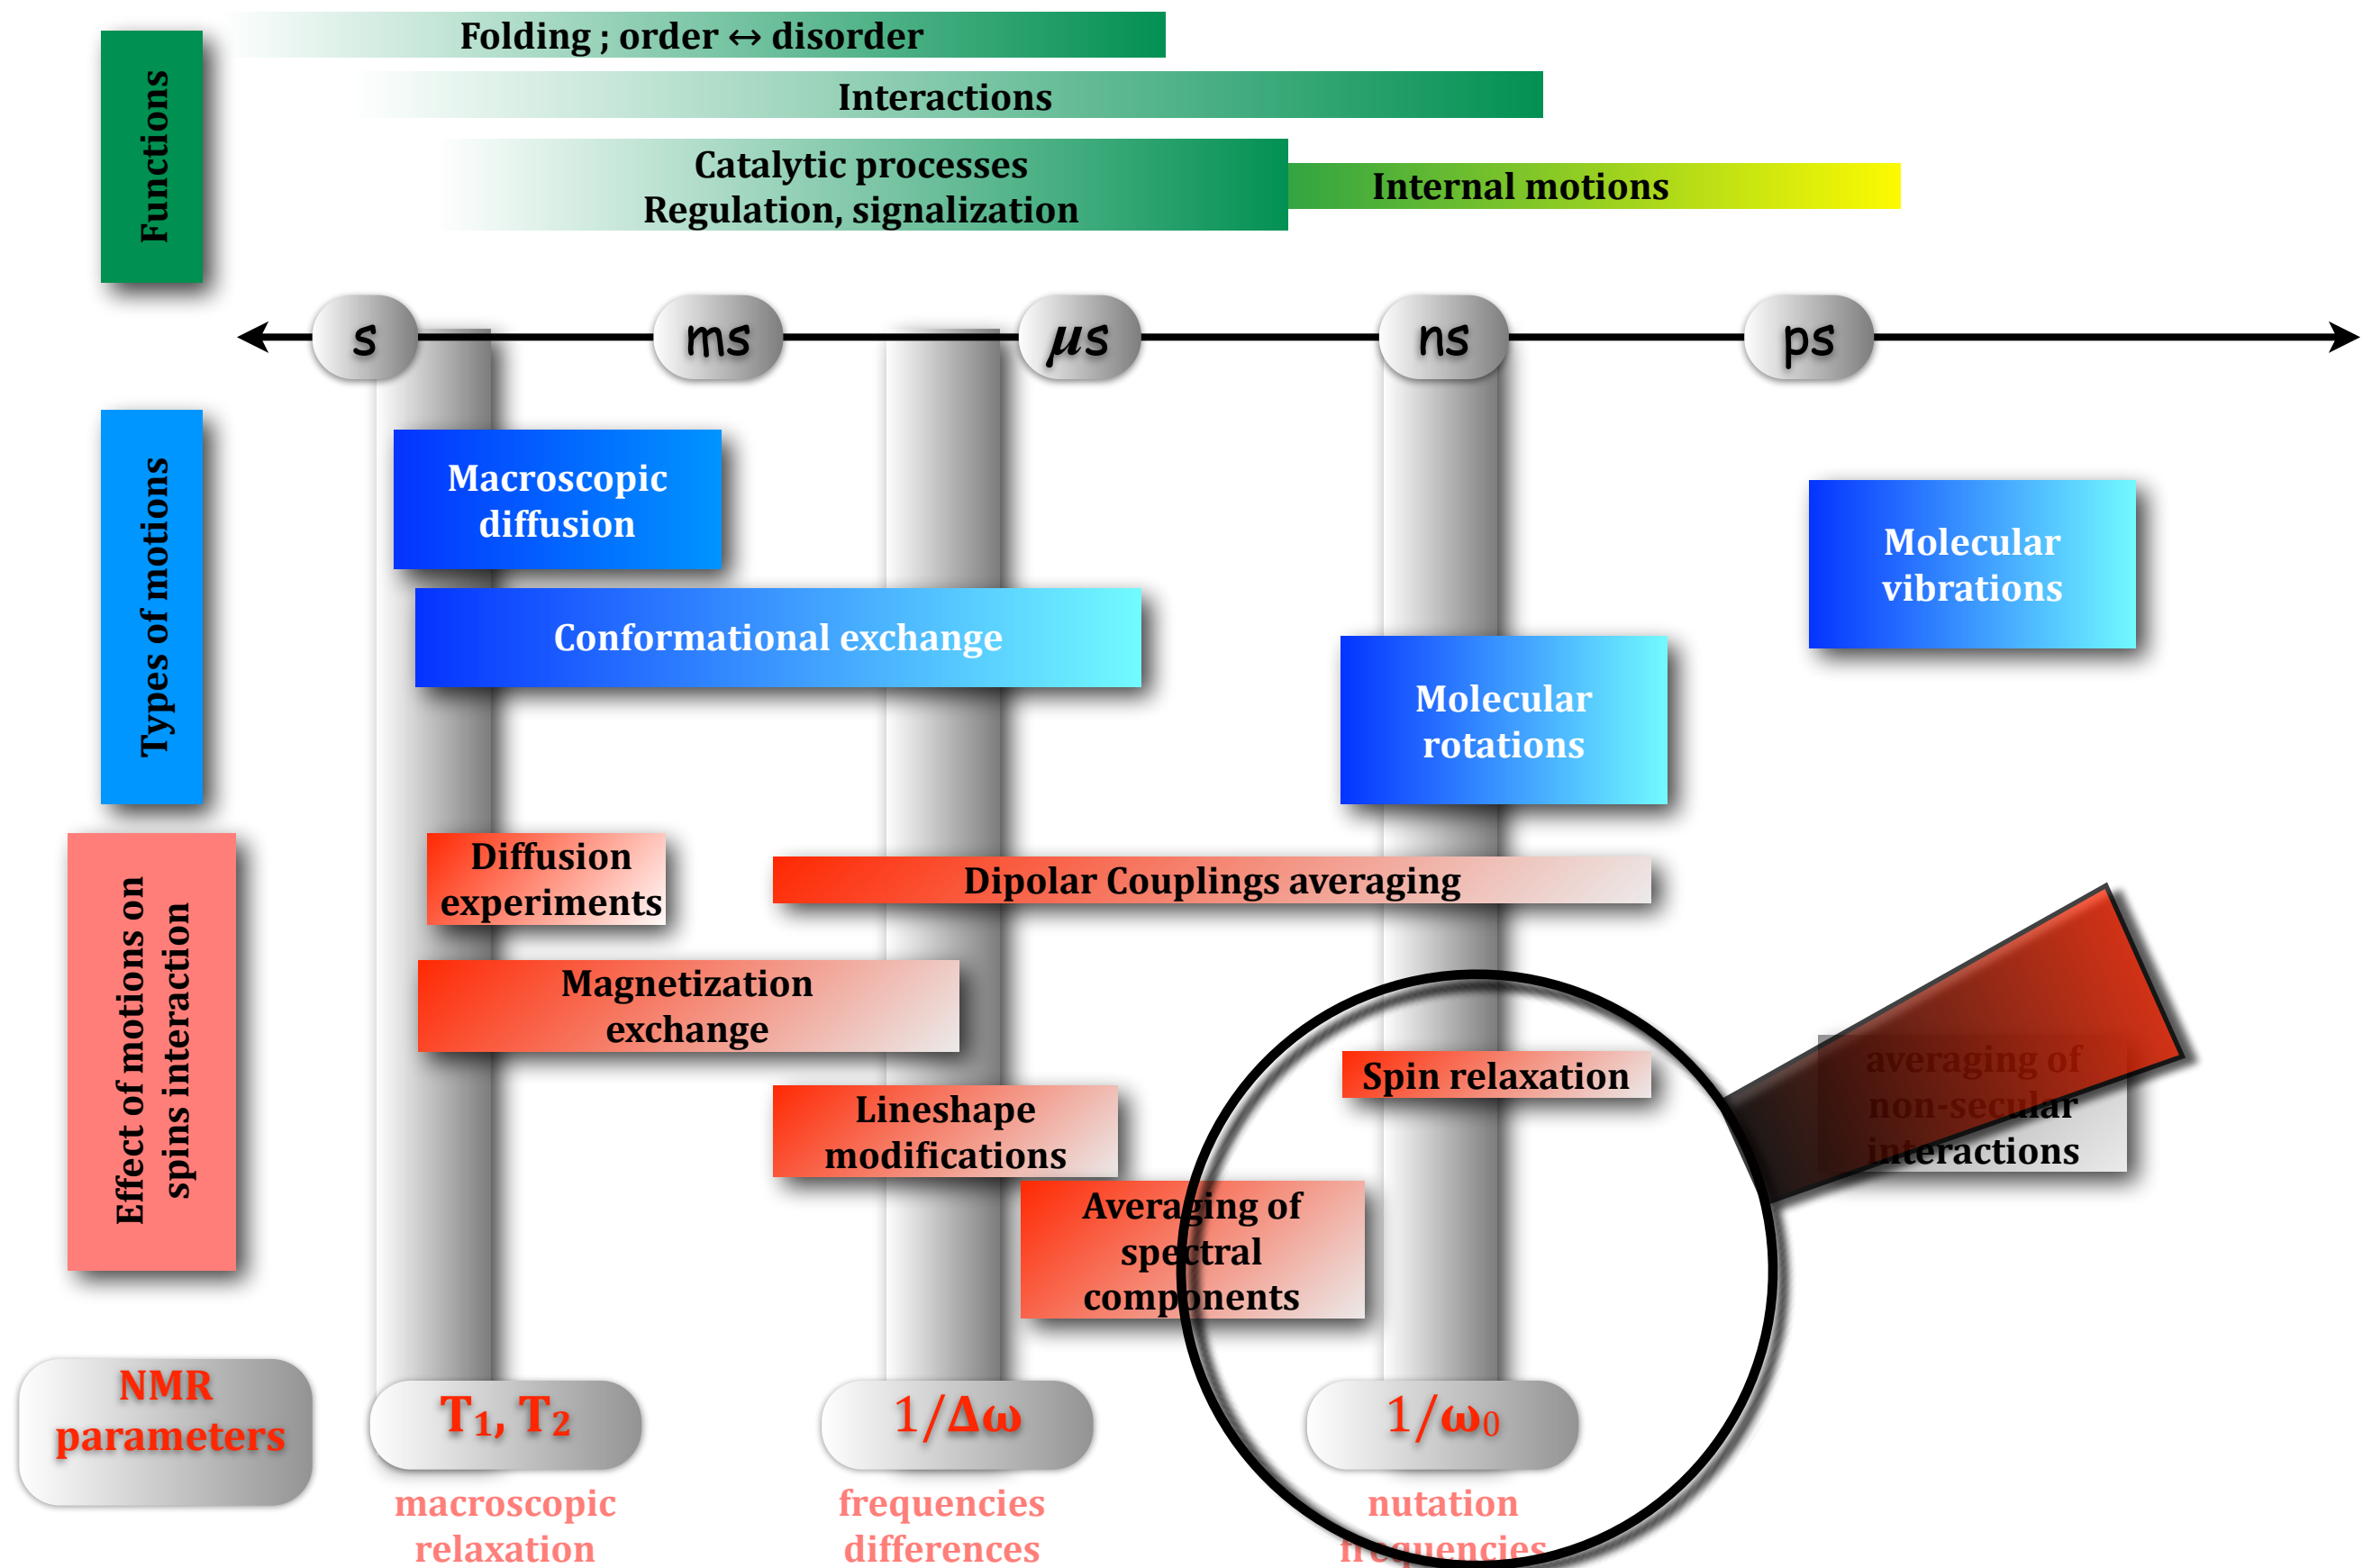 Functions
Folding ; order ↔ disorder
Interactions
Catalytic processes
Regulation, signalization
Internal motions
s
ms
μs
ns
ps
Types of motions
Macroscopic
diffusion
Conformational exchange
Molecular
rotations
Molecular
vibrations
Effect of motions on
spins interaction
Diffusion
experiments
Dipolar Couplings averaging
Magnetization
exchange
Spin relaxation
Lineshape
modifications
Averaging of
spectral
components
averaging of
non-secular
interactions
NMR
parameters
T₁, T₂
1/Δω
1/ω₀
macroscopic
relaxation
frequencies
differences
nutation
frequencies